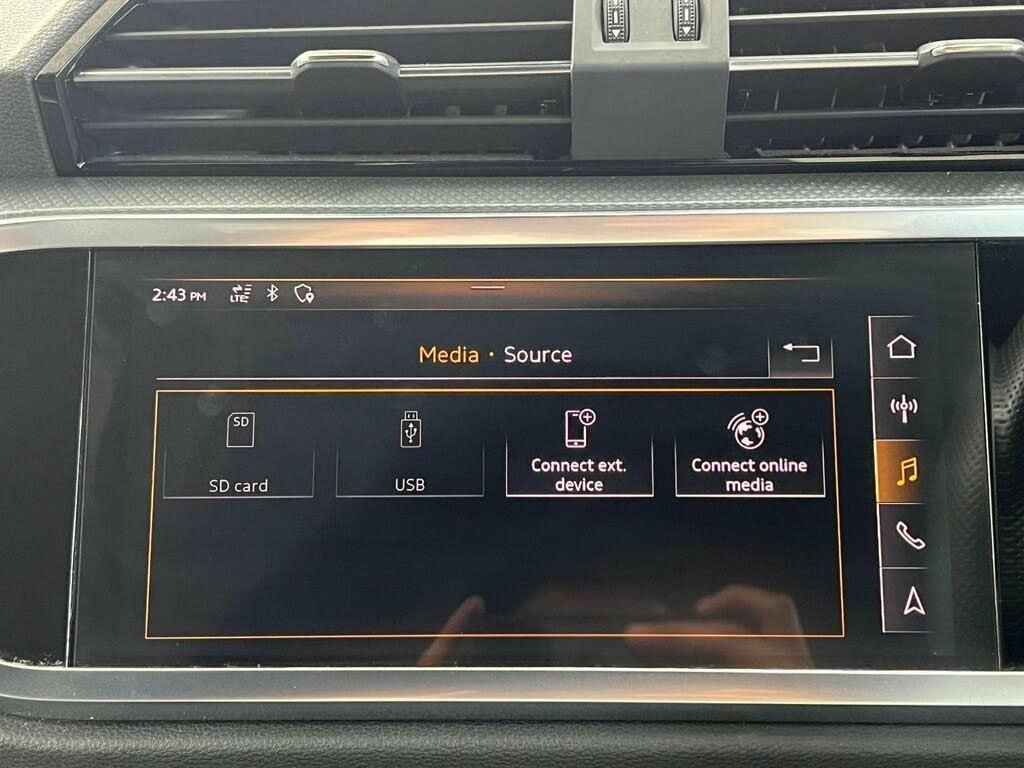 2:43 PM LTE
Media · Source
SD
SD card
USB
Connect ext.
device
Connect online
media